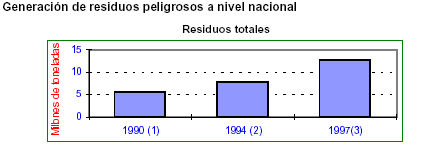 Generación de residuos peligrosos a nivel nacional
Residuos totales
Millones de toneladas
15
10
5
0
1990 (1)
1994 (2)
1997(3)